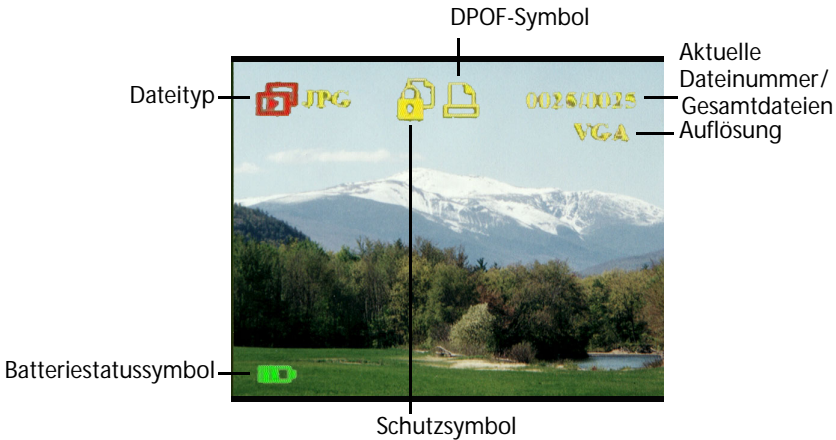 DPOF-Symbol
Aktuelle
Dateinummer/
Gesamtdateien
Dateityp
JPG
0028/0028
VGA
Auflösung
Batteriestatussymbol
Schutzsymbol